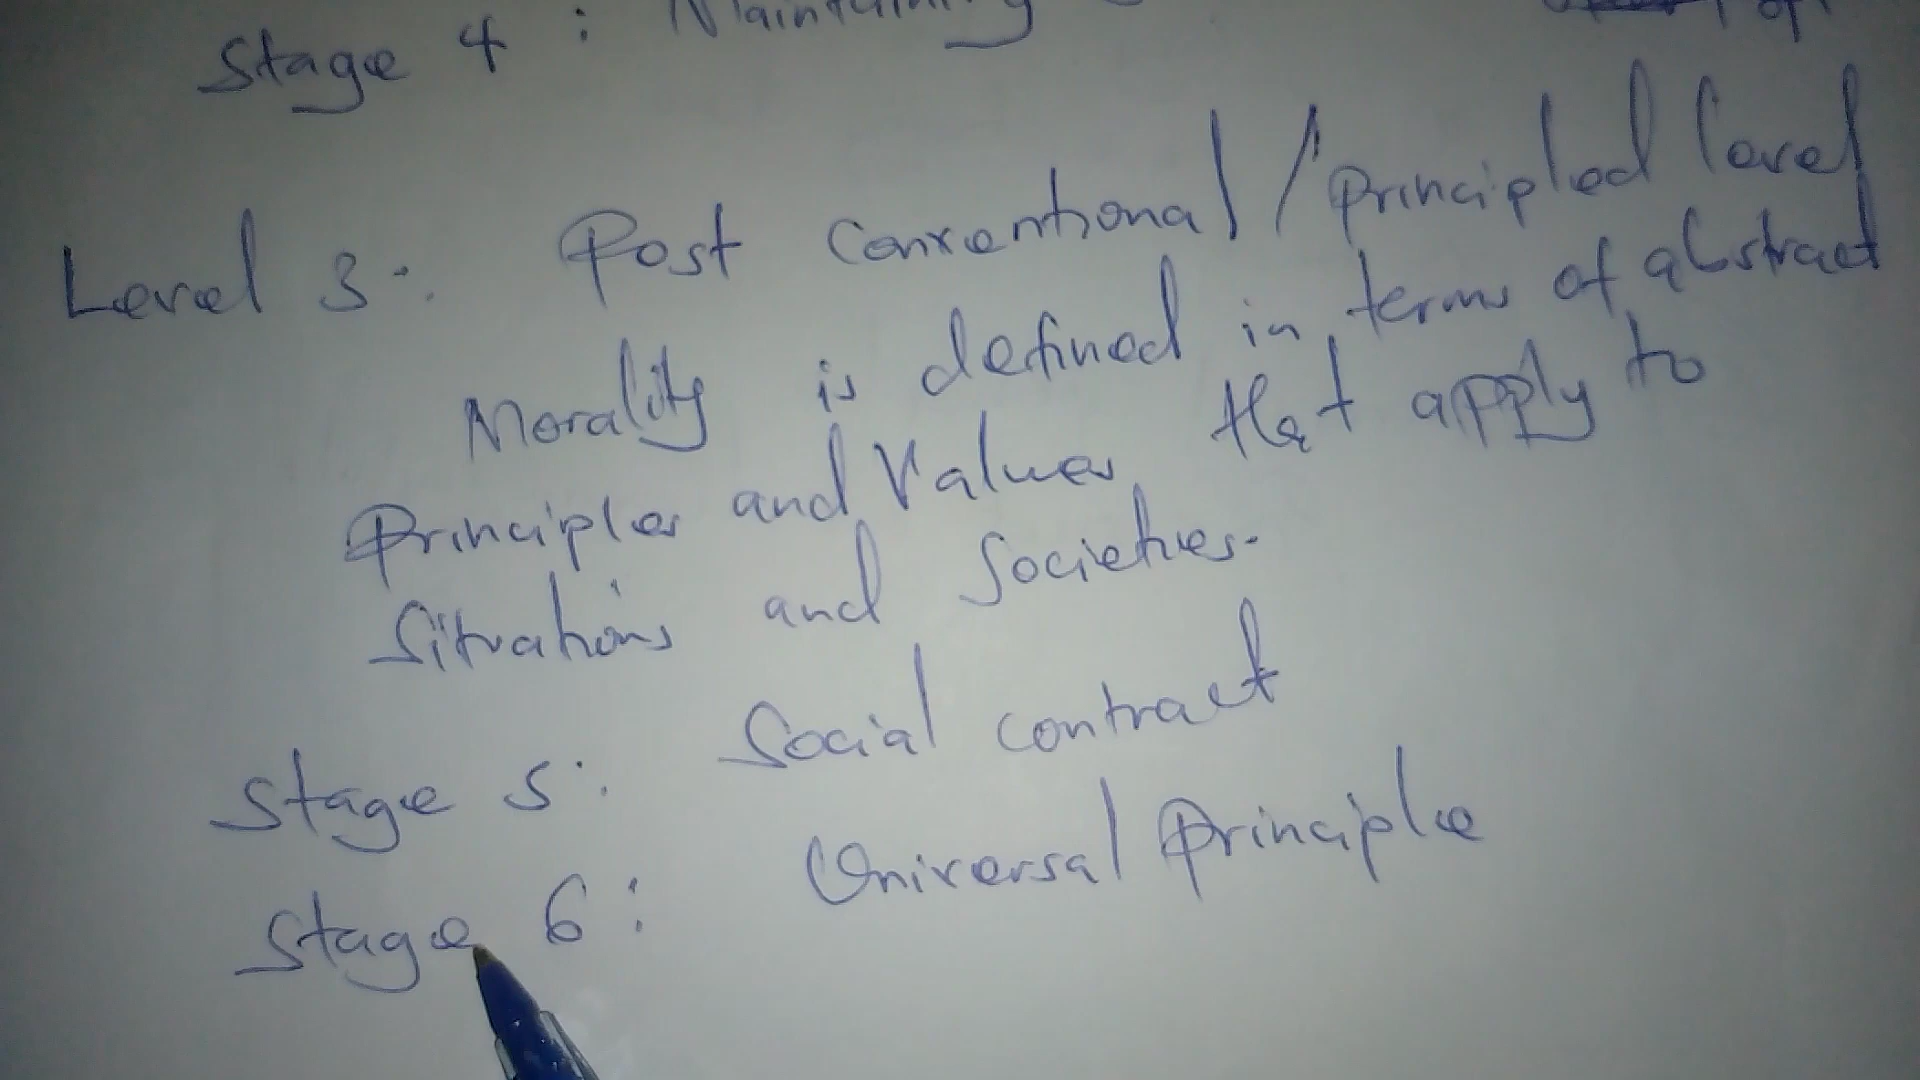 Stage 4 : Maintaining
Level 3: Post Conventional / Principled level
Morality is defined in terms of abstract
Principles and Values that apply to
Situations and Societies.
Stage 5: Social contract
Stage 6: Universal Principle